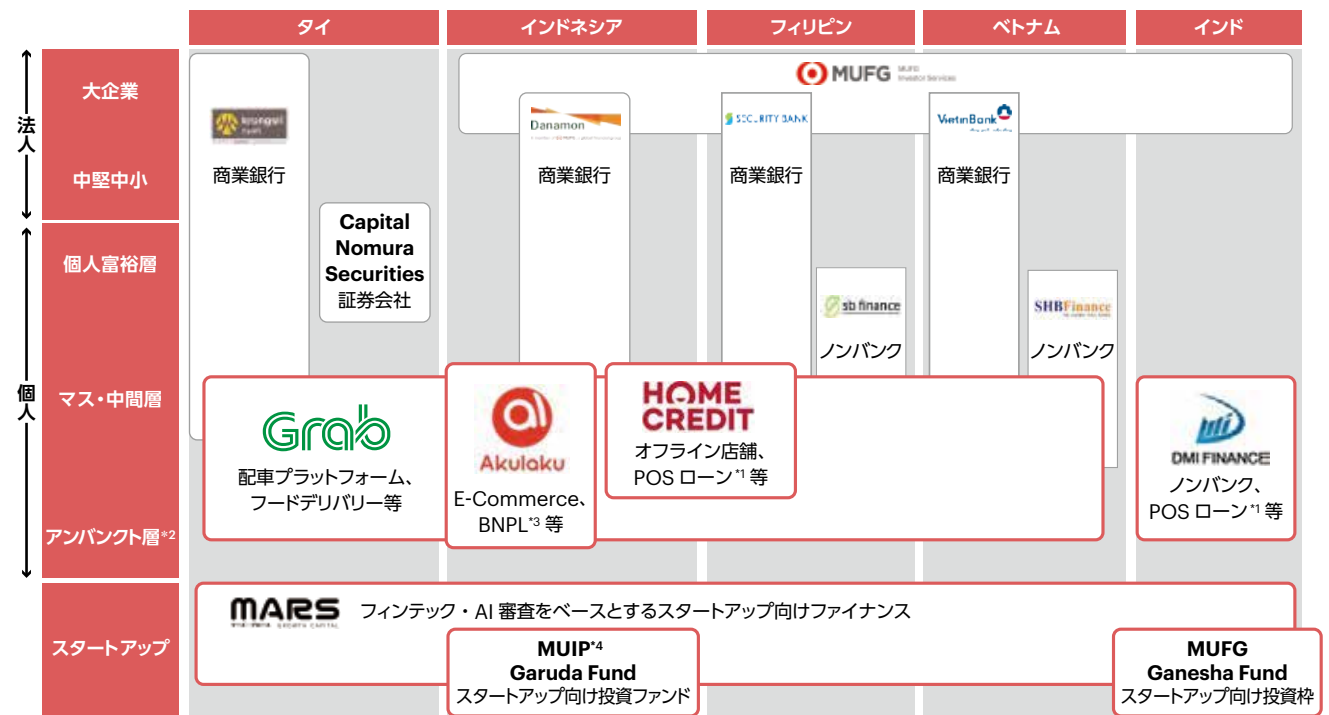 タイ
インドネシア
フィリピン
ベトナム
インド
法人
個人
大企業
MUFG
MUFG
Investor Services
krungsri
Danamon
SECURITY BANK
VietinBank
中堅中小
商業銀行
商業銀行
商業銀行
商業銀行
Capital
Nomura
Securities
証券会社
個人富裕層
sb finance
ノンバンク
SHBFinance
ノンバンク
マス・中間層
Grab
配車プラットフォーム、
フードデリバリー等
Akulaku
E-Commerce、
BNPL*3 等
HOME
CREDIT
オフライン店舗、
POS ローン*1 等
DMI FINANCE
ノンバンク、
POS ローン*1 等
アンバンクト層*2
スタートアップ
MARS
GROWTH CAPITAL
フィンテック・AI 審査をベースとするスタートアップ向けファイナンス
MUIP*4
Garuda Fund
スタートアップ向け投資ファンド
MUFG
Ganesha Fund
スタートアップ向け投資枠